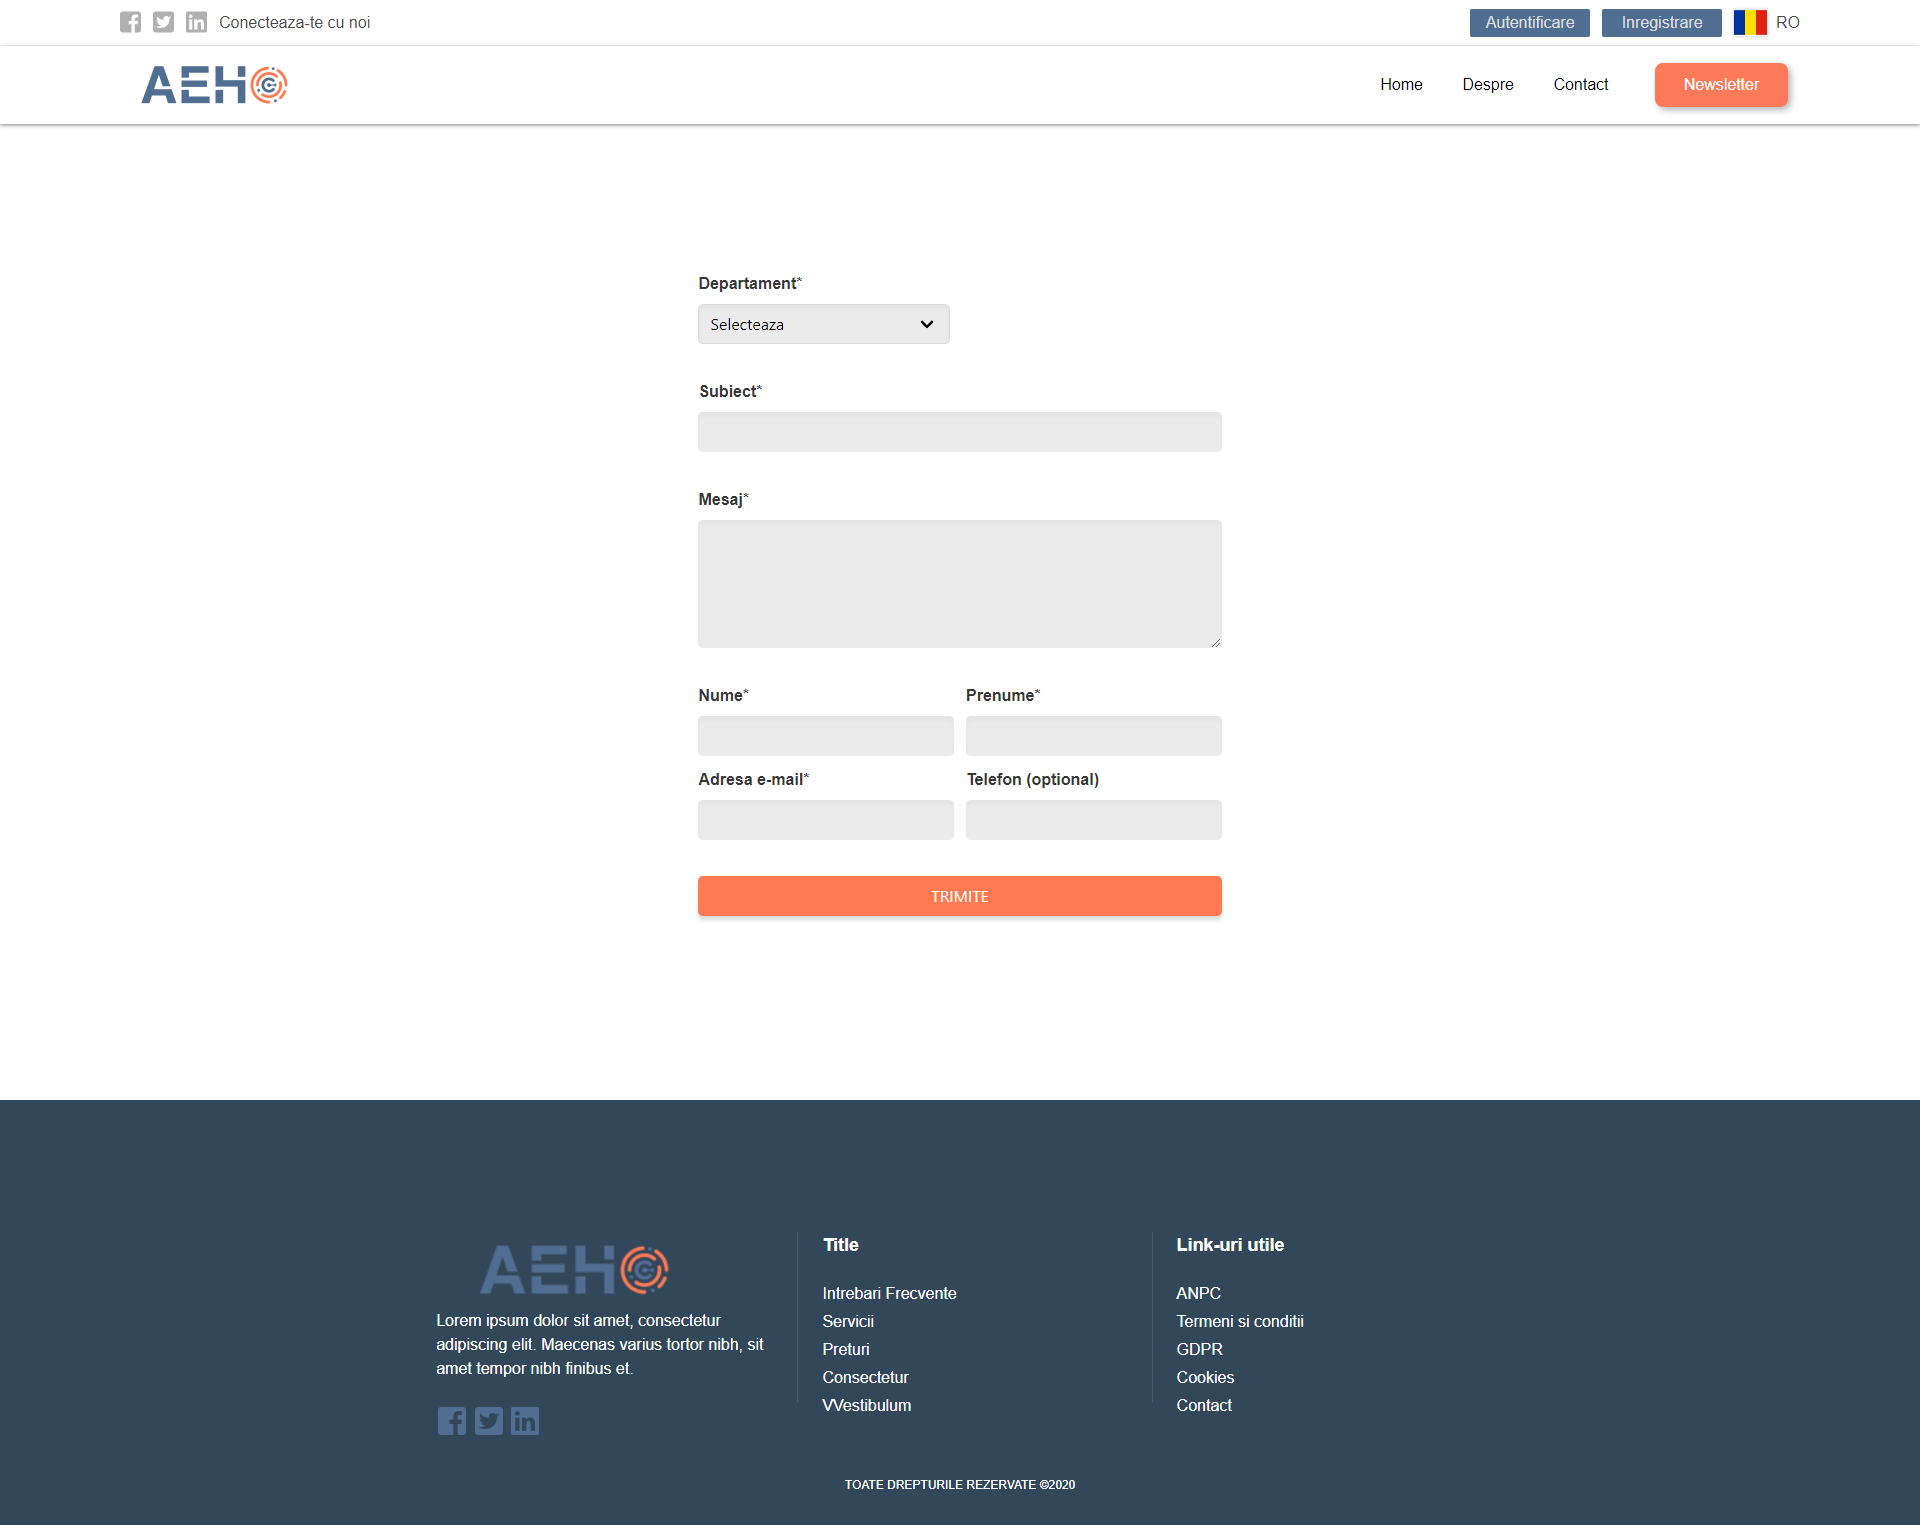 Conecteaza-te cu noi
Autentificare
Inregistrare
RO
AEHO
Home
Despre
Contact
Newsletter
Departament*
Selecteaza
Subiect*
Mesaj*
Nume*
Prenume*
Adresa e-mail*
Telefon (optional)
TRIMITE
AEHO
Lorem ipsum dolor sit amet, consectetur
adipiscing elit. Maecenas varius tortor nibh, sit
amet tempor nibh finibus et.
Title
Intrebari Frecvente
Servicii
Preturi
Consectetur
VVestibulum
Link-uri utile
ANPC
Termeni si conditii
GDPR
Cookies
Contact
TOATE DREPTURILE REZERVATE ©2020